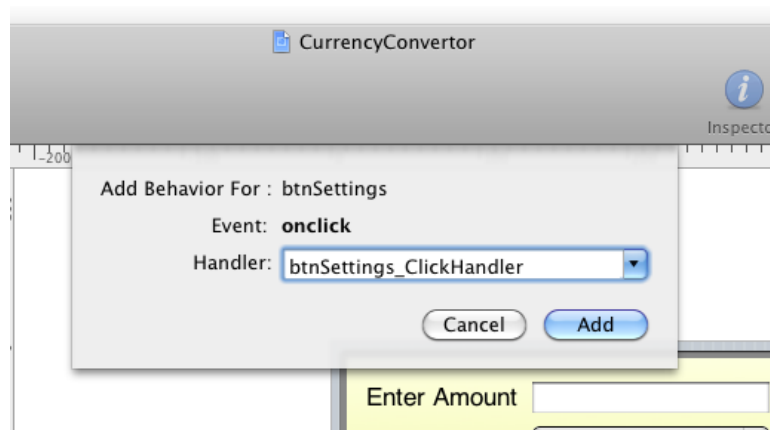 CurrencyConvertor
Inspecto
-200
Add Behavior For : btnSettings
Event: onclick
Handler: btnSettings_ClickHandler
Cancel Add
Enter Amount